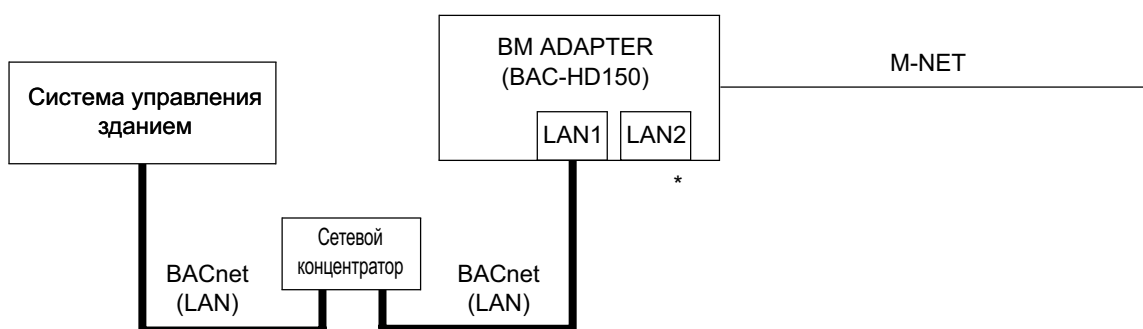 BM ADAPTER
(BAC-HD150)
M-NET
Система управления
зданием
LAN1
LAN2
*
Сетевой
концентратор
BACnet
(LAN)
BACnet
(LAN)